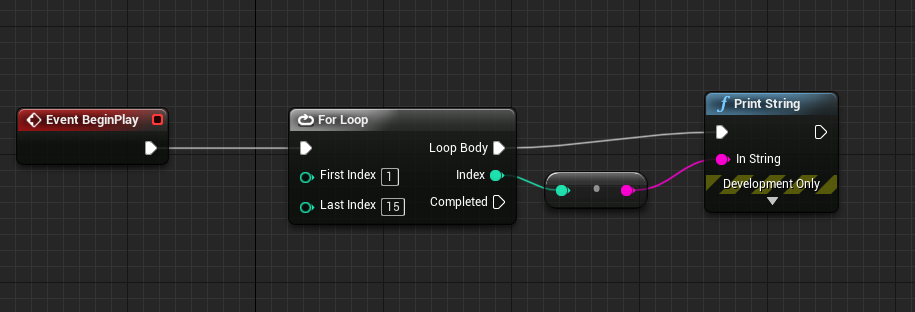 Event BeginPlay
For Loop
Loop Body
First Index 1
Index
Last Index 15
Completed
f Print String
In String
Development Only